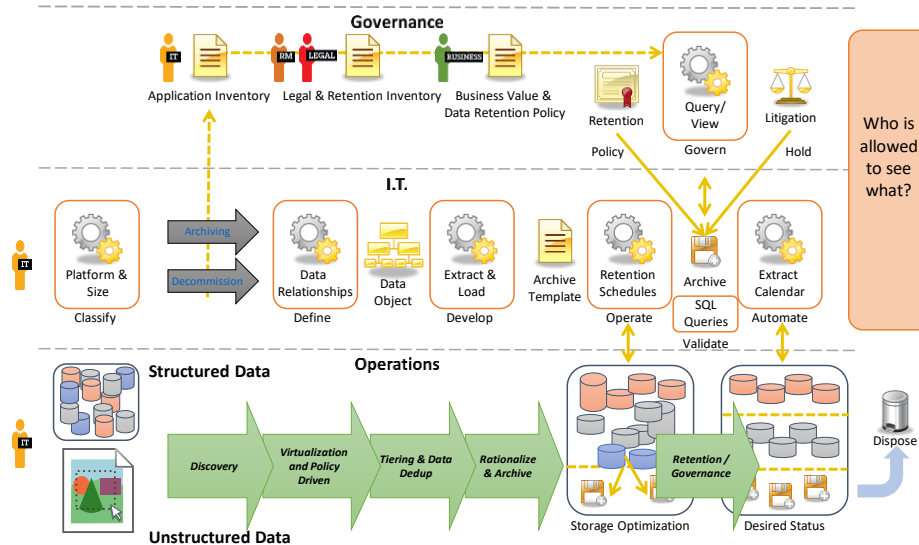 Governance
IT
RM
LEGAL
BUSINESS
Application Inventory
Legal & Retention Inventory
Business Value &
Data Retention Policy
Retention
Policy
Query/
View
Govern
Litigation
Hold
Who is
allowed
to see
what?
I.T.
IT
Platform &
Size
Classify
Archiving
Decommission
Data
Relationships
Define
Data
Object
Extract &
Load
Develop
Archive
Template
Retention
Schedules
Operate
Archive
SQL
Queries
Validate
Extract
Calendar
Automate
Operations
Structured Data
IT
Discovery
Virtualization
and Policy
Driven
Tiering & Data
Dedup
Rationalize
& Archive
Retention /
Governance
Storage Optimization
Desired Status
Dispose
Unstructured Data